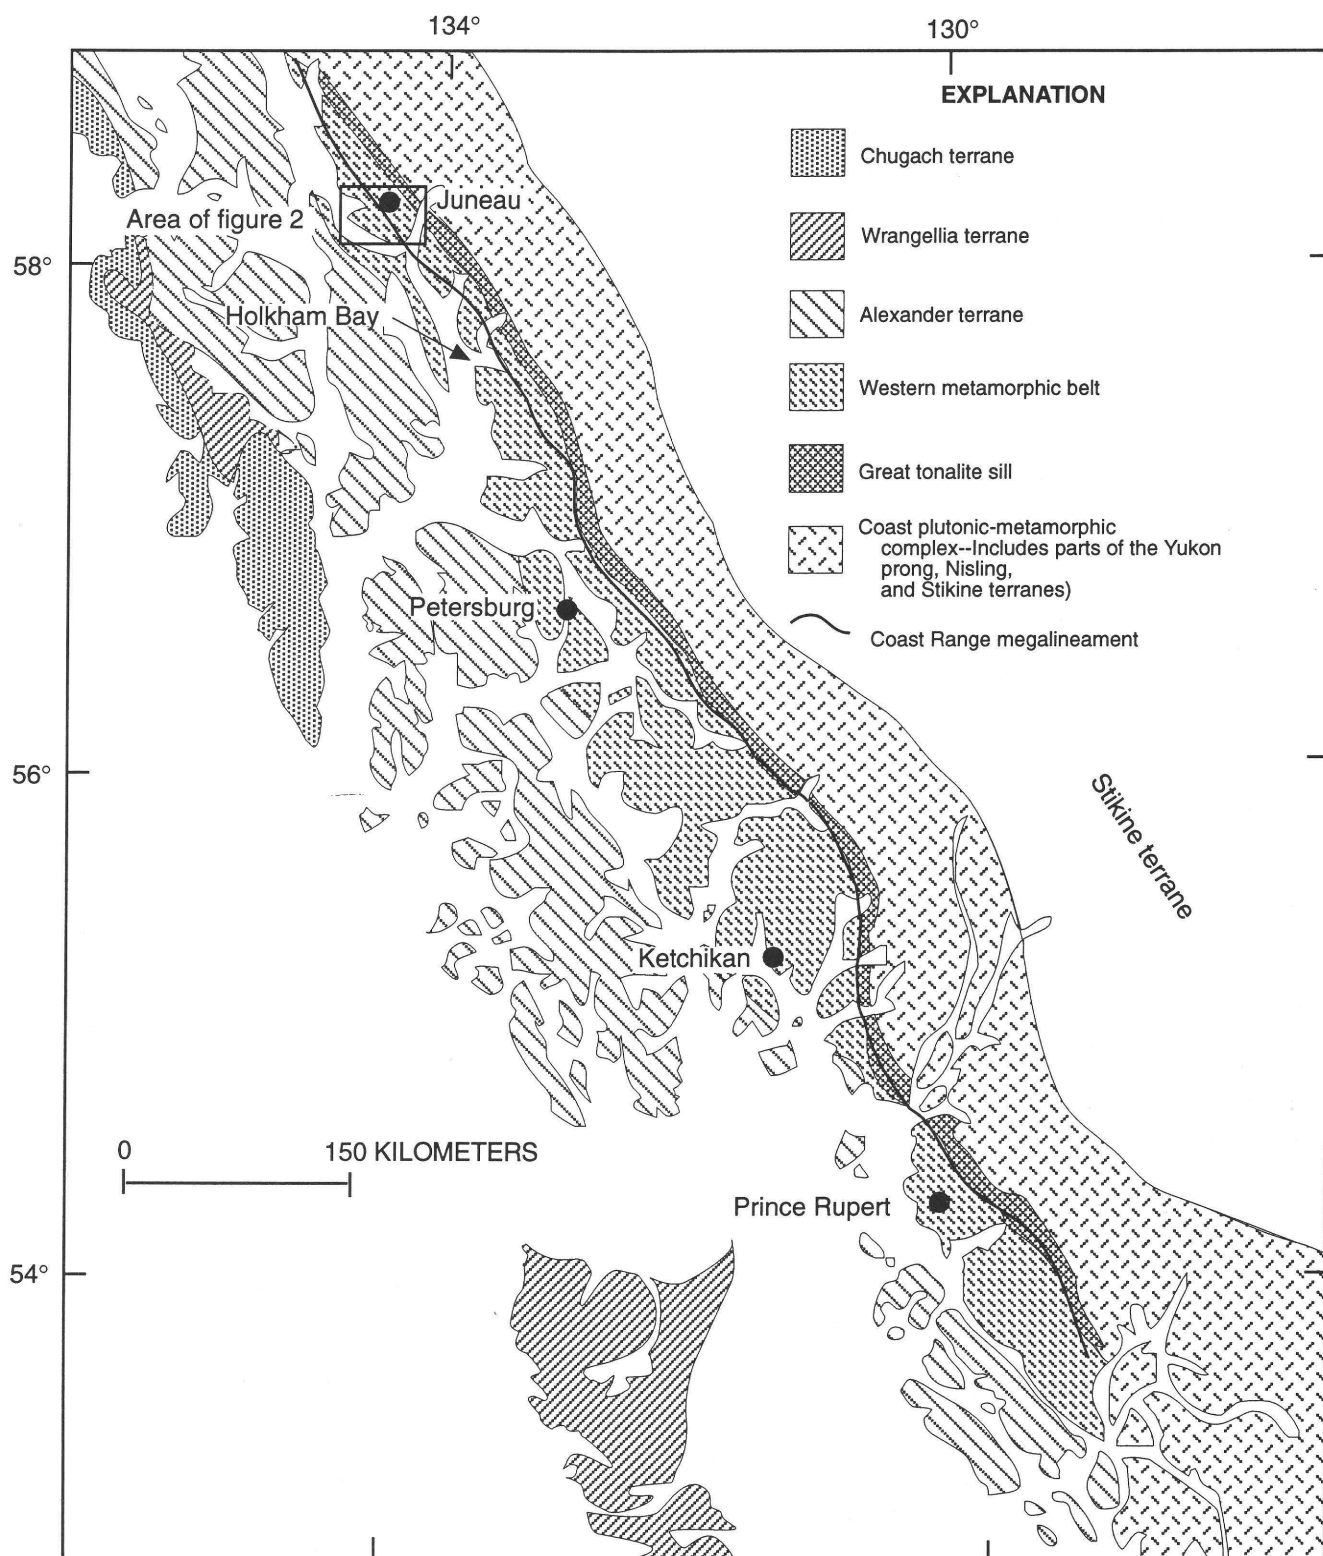 134°
130°
EXPLANATION
Chugach terrane
Wrangellia terrane
Alexander terrane
Western metamorphic belt
Great tonalite sill
Coast plutonic-metamorphic
complex--Includes parts of the Yukon
prong, Nisling,
and Stikine terranes)
Coast Range megalineament
Juneau
Area of figure 2
58°
Holkham Bay
Petersburg
56°
Stikine terrane
Ketchikan
0
150 KILOMETERS
Prince Rupert
54°